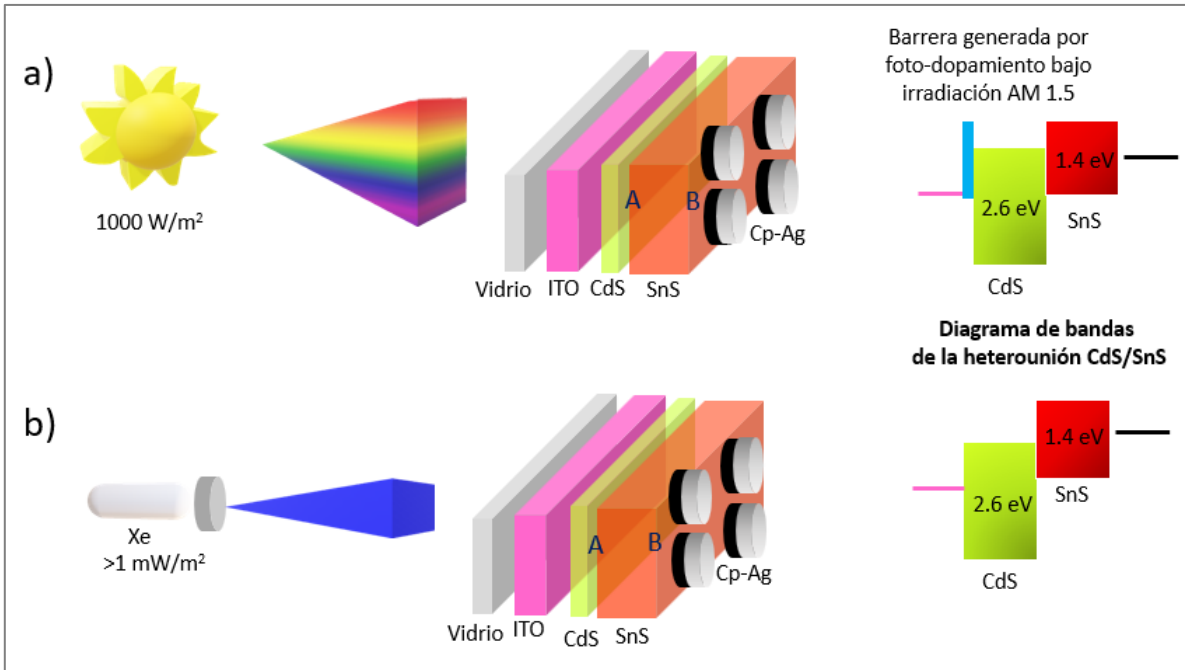 a)
1000 W/m²
Vidrio
ITO
CdS
SnS
A
B
Cp-Ag
Barrera generada por
foto-dopamiento bajo
irradiación AM 1.5
2.6 eV
1.4 eV
SnS
CdS
Diagrama de bandas
de la heterounión CdS/SnS
b)
Xe
>1 mW/m²
Vidrio
ITO
CdS
SnS
A
B
Cp-Ag
2.6 eV
1.4 eV
SnS
CdS